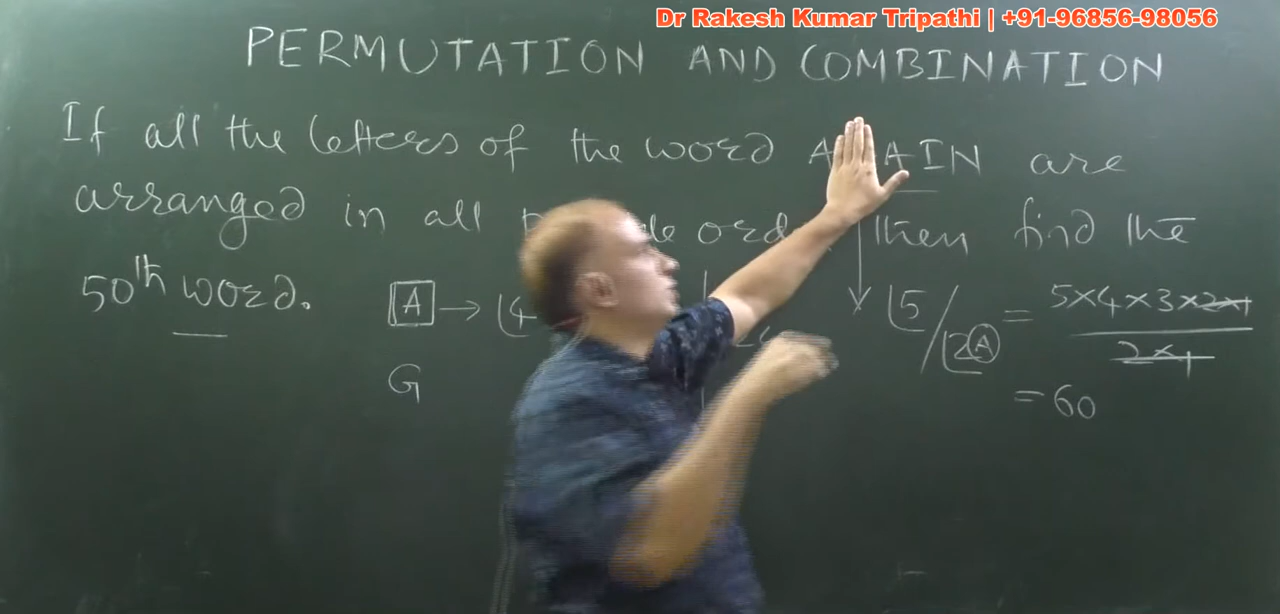 Dr Rakesh Kumar Tripathi | +91-96856-98056
PERMUTATION AND COMBINATION
If all the letters of the word A AIN are
arranged in all then find the
50th word. A → 5/2A = 5×4×3×2×1
2×1
G = 60